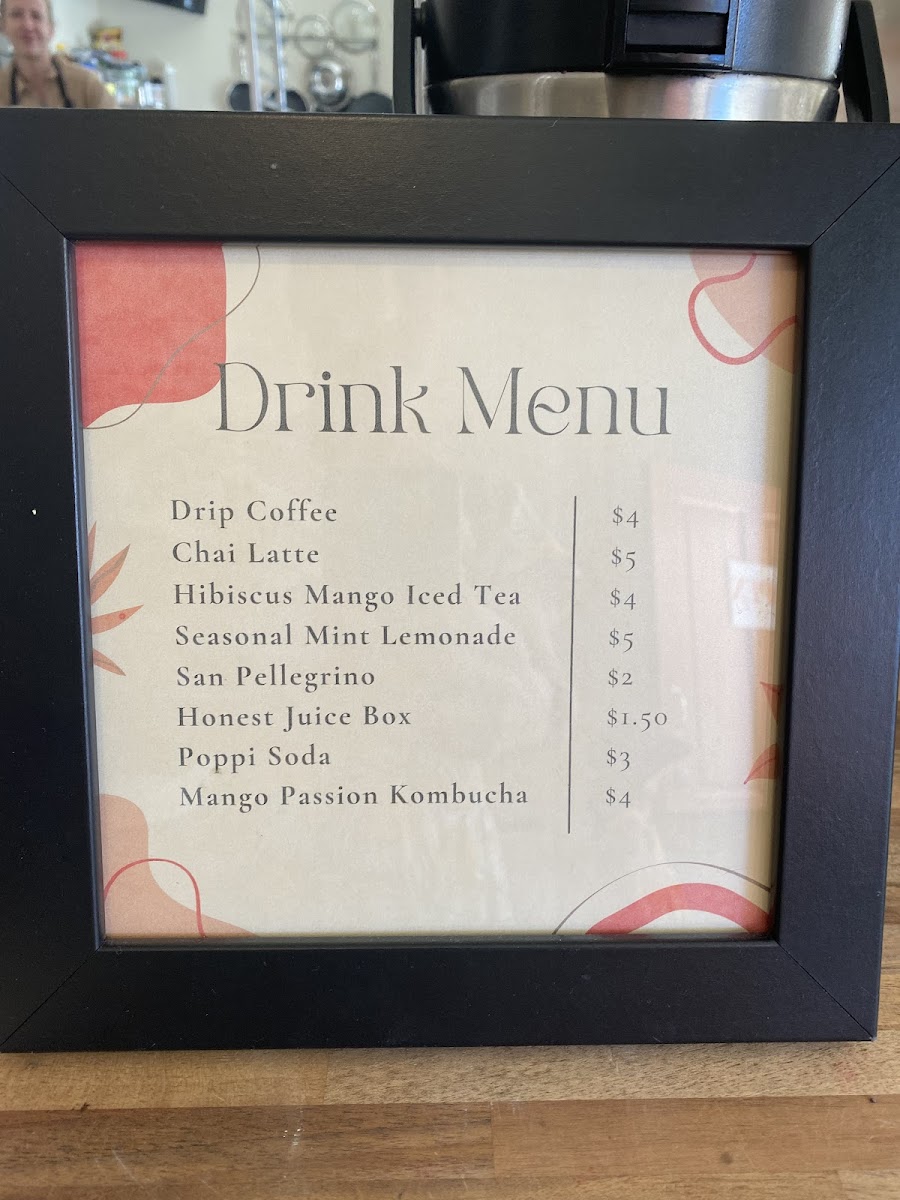 Drink Menu
Drip Coffee $4
Chai Latte $5
Hibiscus Mango Iced Tea $4
Seasonal Mint Lemonade $5
San Pellegrino $2
Honest Juice Box $1.50
Poppi Soda $3
Mango Passion Kombucha $4